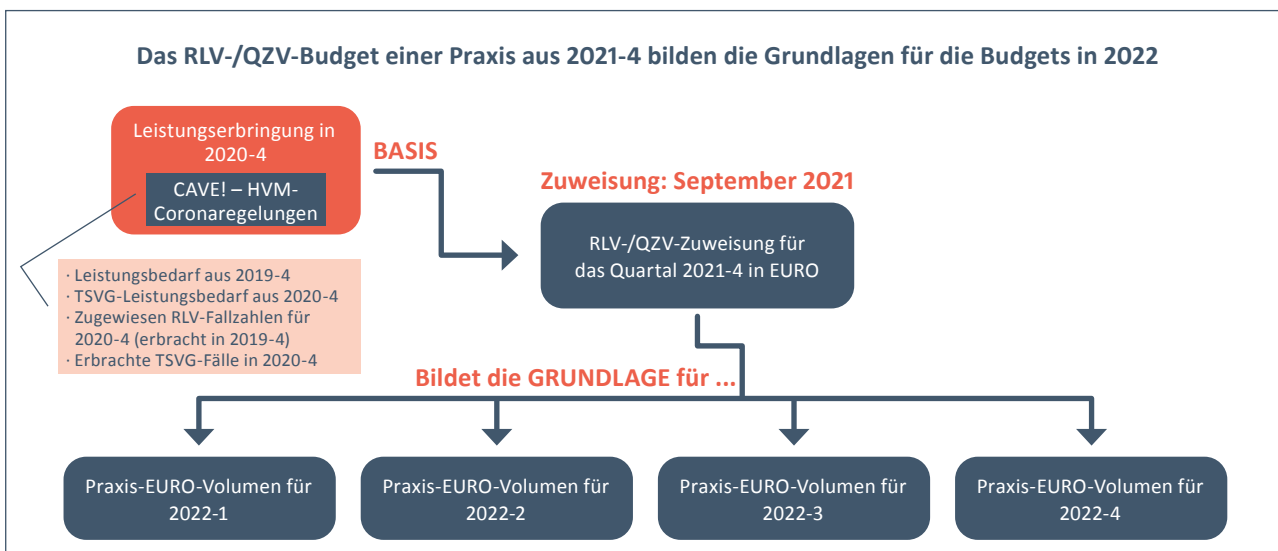 Das RLV-/QZV-Budget einer Praxis aus 2021-4 bilden die Grundlagen für die Budgets in 2022
Leistungserbringung in
2020-4
CAVE! – HVM-
Coronaregelungen
BASIS
Zuweisung: September 2021
RLV-/QZV-Zuweisung für
das Quartal 2021-4 in EURO
· Leistungsbedarf aus 2019-4
· TSVG-Leistungsbedarf aus 2020-4
· Zugewiesen RLV-Fallzahlen für
2020-4 (erbracht in 2019-4)
· Erbrachte TSVG-Fälle in 2020-4
Bildet die GRUNDLAGE für ...
Praxis-EURO-Volumen für
2022-1
Praxis-EURO-Volumen für
2022-2
Praxis-EURO-Volumen für
2022-3
Praxis-EURO-Volumen für
2022-4